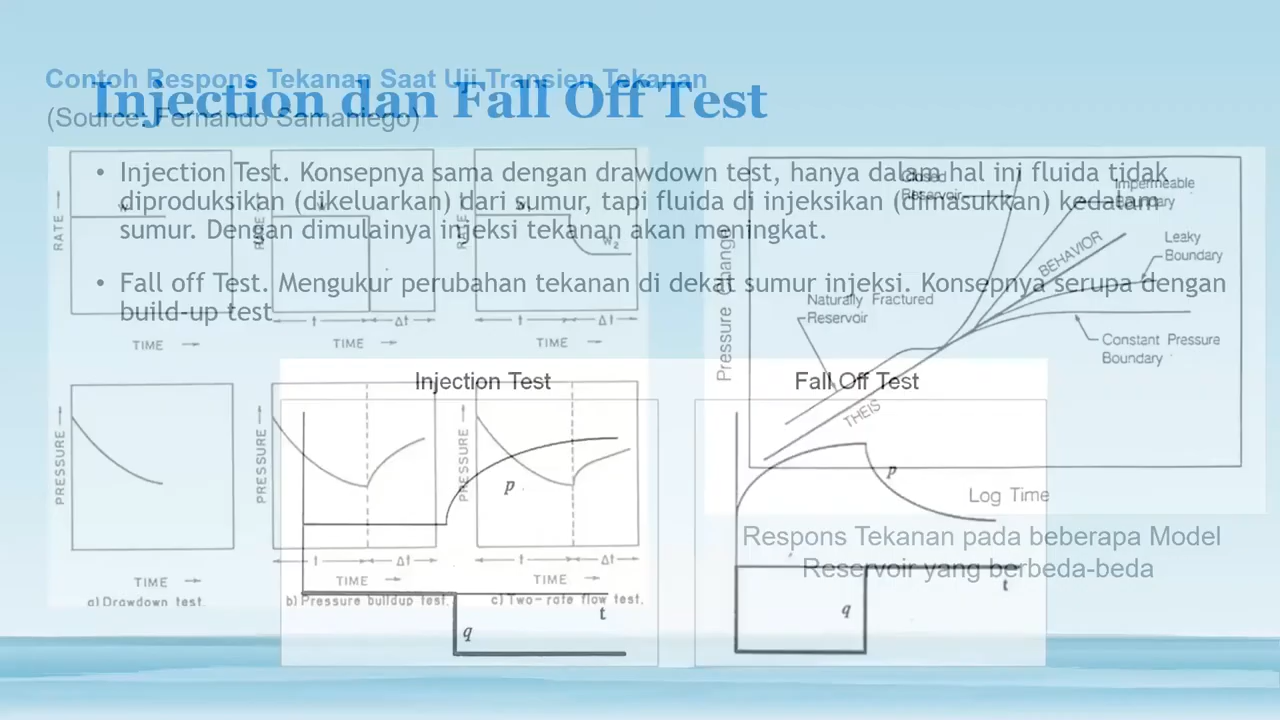 Contoh Respons Tekanan Saat Uji Transien Tekanan
(Source: Fernando Samaniego)
Injection dan Fall Off Test
• Injection Test. Konsepnya sama dengan drawdown test, hanya dalam hal ini fluida tidak
diproduksikan (dikeluarkan) dari sumur, tapi fluida di injeksikan (dimasukkan) kedalam
sumur. Dengan dimulainya injeksi tekanan akan meningkat.
• Fall off Test. Mengukur perubahan tekanan di dekat sumur injeksi. Konsepnya serupa dengan
build-up test
RATE
RATE
RATE
W₂
t
Δt
t
Δt
TIME
TIME
TIME
PRESSURE
PRESSURE
PRESSURE
t
Δt
t
Δt
TIME
TIME
TIME
a) Drawdown test.
b) Pressure buildup test.
c) Two-rate flow test.
Pressure Change
Closed
Reservoir
Impermeable
Boundary
BEHAVIOR
Leaky
Boundary
Naturally Fractured
Reservoir
Constant Pressure
Boundary
THEIS
Log Time
Respons Tekanan pada beberapa Model
Reservoir yang berbeda-beda
Injection Test
p
t
q
Fall Off Test
p
t
q